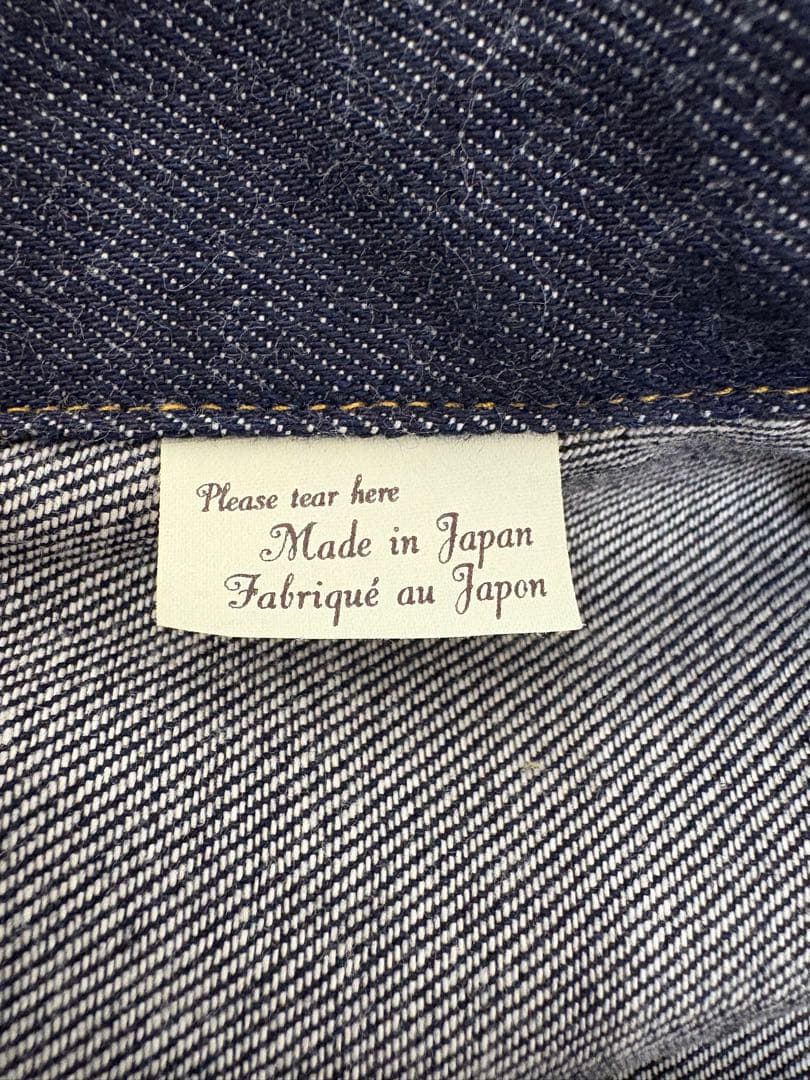 Please tear here
Made in Japan
Fabriqué au Japon